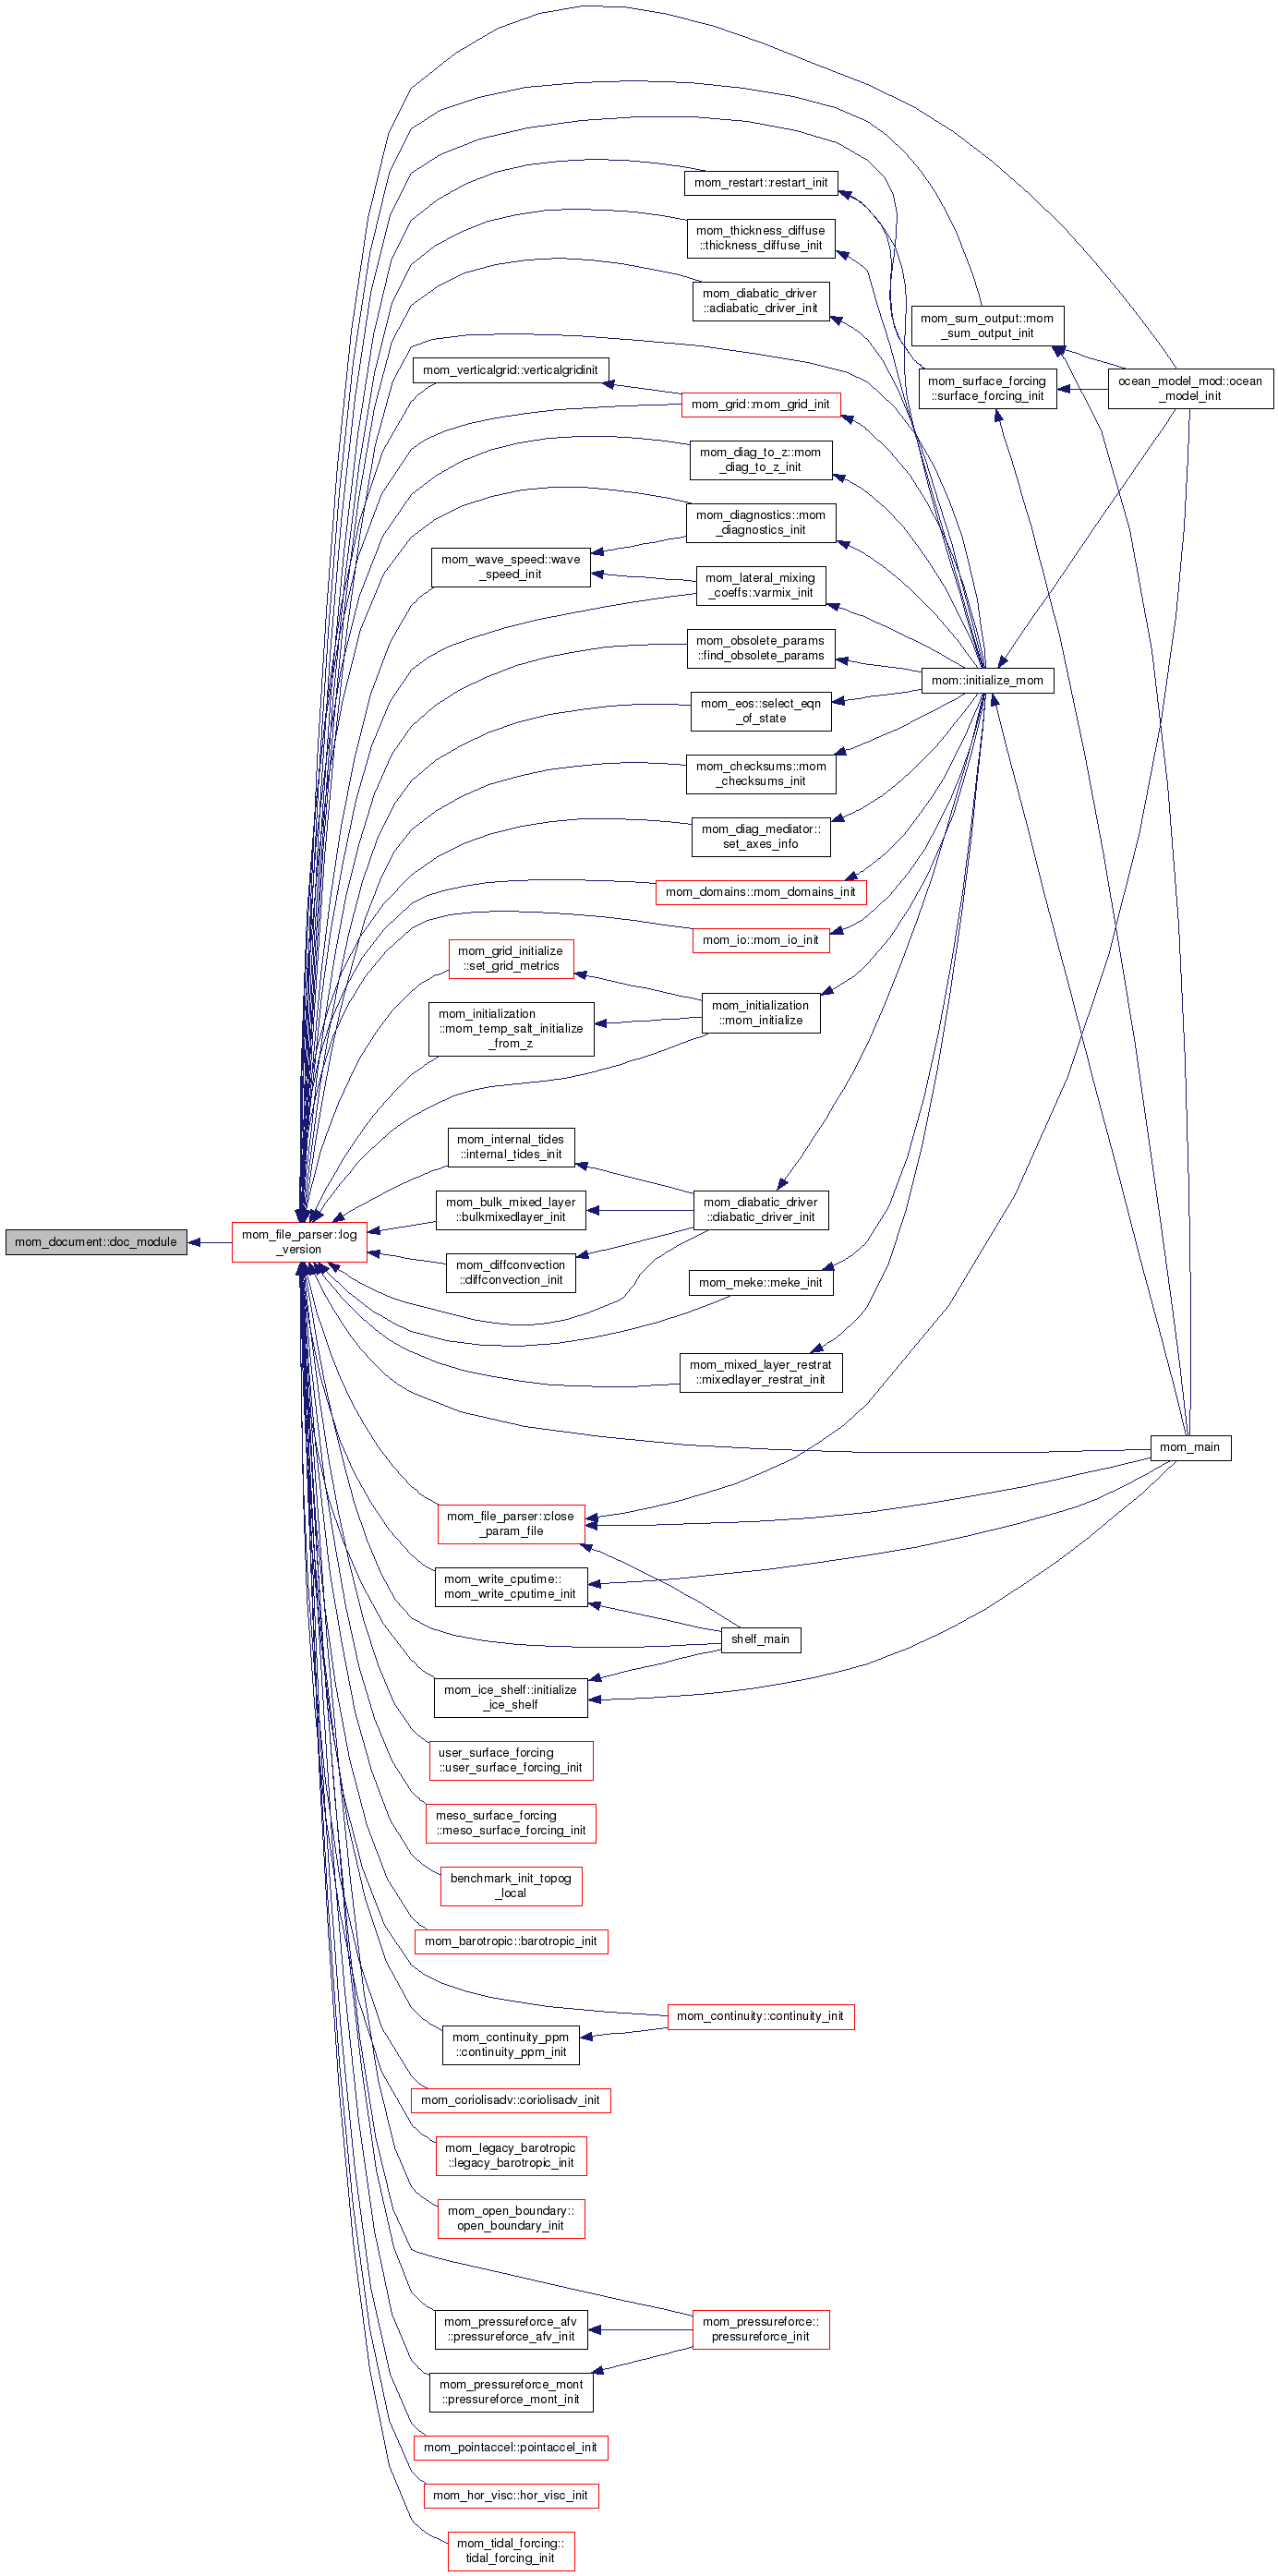 mom_restart::restart_init
mom_thickness_diffuse
::thickness_diffuse_init
mom_diabatic_driver
::adiabatic_driver_init
mom_sum_output::mom
_sum_output_init
mom_verticalgrid::verticalgridinit
mom_surface_forcing
::surface_forcing_init
ocean_model_mod::ocean
_model_init
mom_grid::mom_grid_init
mom_diag_to_z::mom
_diag_to_z_init
mom_diagnostics::mom
_diagnostics_init
mom_wave_speed::wave
_speed_init
mom_lateral_mixing
_coeffs::varmix_init
mom_obsolete_params
::find_obsolete_params
mom::initialize_mom
mom_eos::select_eqn
_of_state
mom_checksums::mom
_checksums_init
mom_diag_mediator::
set_axes_info
mom_domains::mom_domains_init
mom_io::mom_io_init
mom_grid_initialize
::set_grid_metrics
mom_initialization
::mom_initialize
mom_initialization
::mom_temp_salt_initialize
_from_z
mom_internal_tides
::internal_tides_init
mom_bulk_mixed_layer
::bulkmixedlayer_init
mom_diabatic_driver
::diabatic_driver_init
mom_document::doc_module
mom_file_parser::log
_version
mom_diffconvection
::diffconvection_init
mom_meke::meke_init
mom_mixed_layer_restrat
::mixedlayer_restrat_init
mom_main
mom_file_parser::close
_param_file
mom_write_cputime::
mom_write_cputime_init
shelf_main
mom_ice_shelf::initialize
_ice_shelf
user_surface_forcing
::user_surface_forcing_init
meso_surface_forcing
::meso_surface_forcing_init
benchmark_init_topog
_local
mom_barotropic::barotropic_init
mom_continuity::continuity_init
mom_continuity_ppm
::continuity_ppm_init
mom_coriolisadv::coriolisadv_init
mom_legacy_barotropic
::legacy_barotropic_init
mom_open_boundary::
open_boundary_init
mom_pressureforce_afv
::pressureforce_afv_init
mom_pressureforce::
pressureforce_init
mom_pressureforce_mont
::pressureforce_mont_init
mom_pointaccel::pointaccel_init
mom_hor_visc::hor_visc_init
mom_tidal_forcing::
tidal_forcing_init